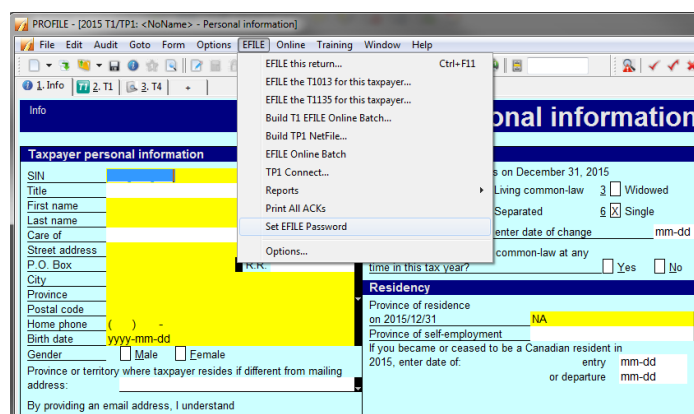 PROFILE - [2015 T1/TP1: <NoName> - Personal information]
File Edit Audit Goto Form Options EFILE Online Training Window Help
EFILE this return... Ctrl+F11
EFILE the T1013 for this taxpayer...
EFILE the T1135 for this taxpayer...
Build T1 EFILE Online Batch...
Build TP1 NetFile...
EFILE Online Batch
TP1 Connect...
Reports
Print All ACKs
Set EFILE Password
Options...
1. Info 2. T1 3. T4
Info
onal information
Taxpayer personal information
SIN
Title
First name
Last name
Care of
Street address
P.O. Box R.R.
City
Province
Postal code
Home phone ( ) -
Birth date yyyy-mm-dd
Gender Male Female
Province or territory where taxpayer resides if different from mailing
address:
By providing an email address, I understand
s on December 31, 2015
Living common-law 3 Widowed
Separated 6 X Single
enter date of change mm-dd
common-law at any
time in this tax year? Yes No
Residency
Province of residence
on 2015/12/31 NA
Province of self-employment
If you became or ceased to be a Canadian resident in
2015, enter date of: entry mm-dd
or departure mm-dd